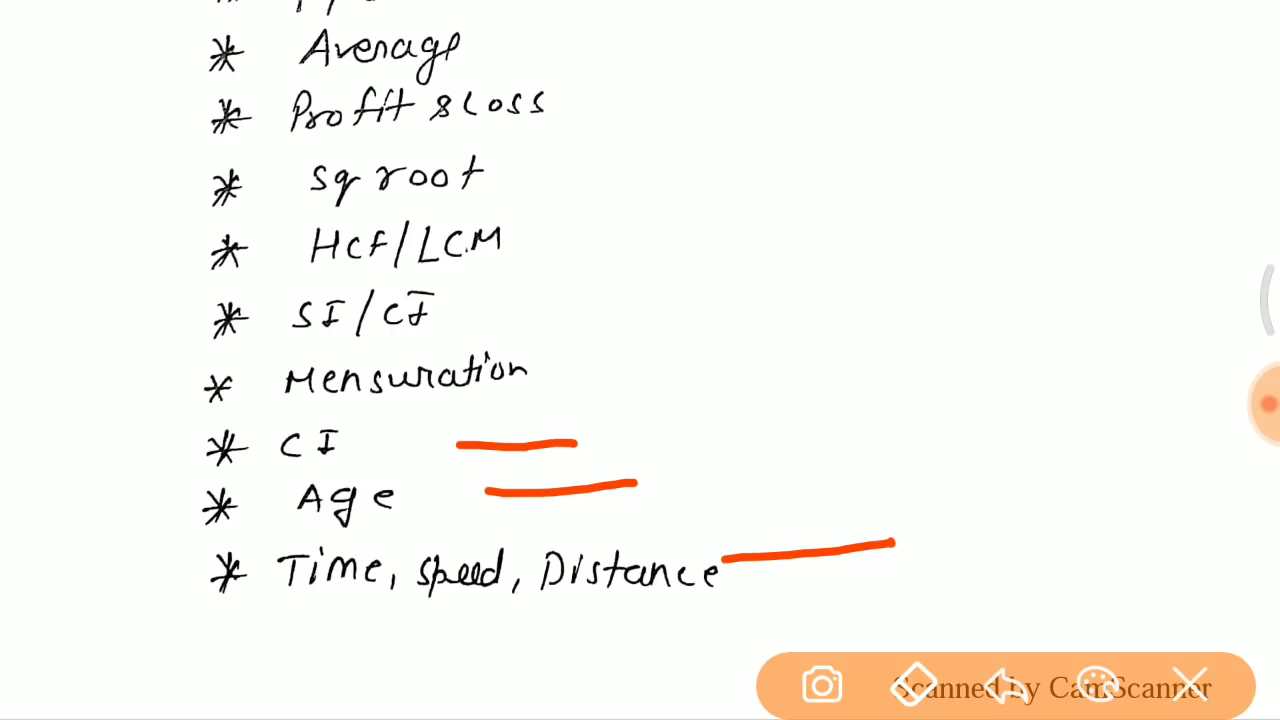 * Average
* Profit & Loss
* sq root
* HCF/LCM
* SI/CI
* Mensuration
* CI
* Age
* Time, speed, Distance
Scanned by CamScanner